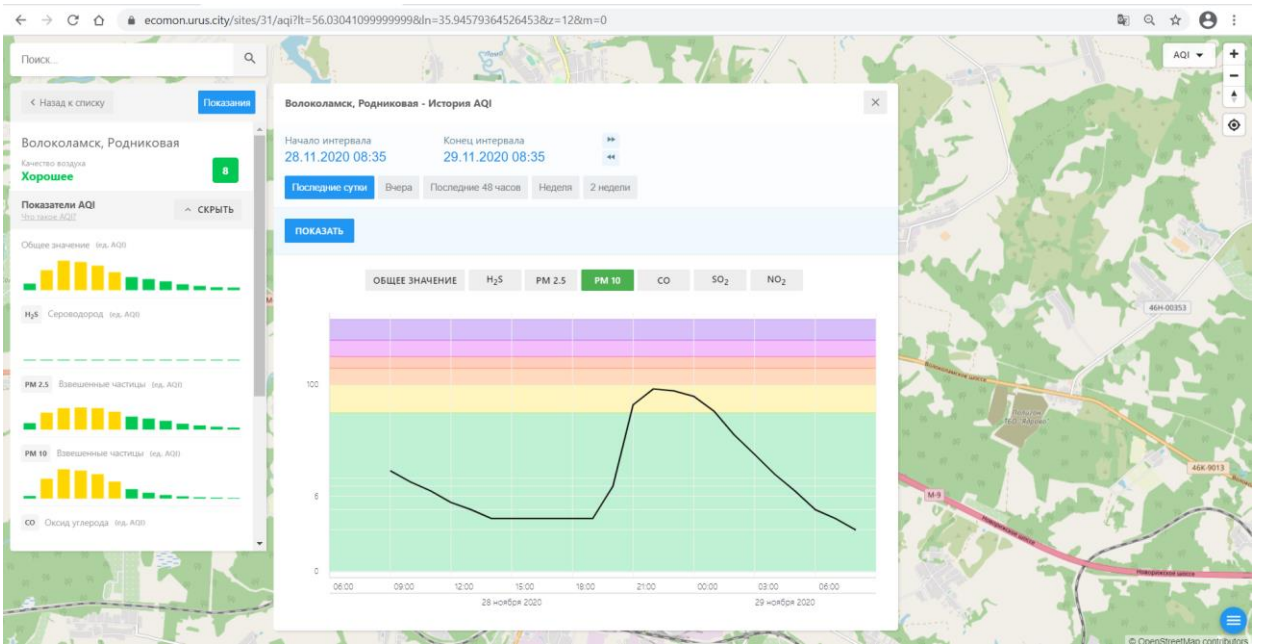 ecomon.urus.city/sites/31/aqi?lt=56.03041099999999&ln=35.94579364526453&z=12&m=0
Поиск...
AQI
+
−
< Назад к списку
Показания
Волоколамск, Родниковая
Качество воздуха
Хорошее
8
Показатели AQI
Что такое AQI?
СКРЫТЬ
Общее значение (ед. AQI)
H₂S Сероводород (ед. AQI)
PM 2.5 Взвешенные частицы (ед. AQI)
PM 10 Взвешенные частицы (ед. AQI)
CO Оксид углерода (ед. AQI)
Волоколамск, Родниковая - История AQI
Начало интервала
28.11.2020 08:35
Конец интервала
29.11.2020 08:35
Последние сутки Вчера Последние 48 часов Неделя 2 недели
ПОКАЗАТЬ
ОБЩЕЕ ЗНАЧЕНИЕ H₂S PM 2.5 PM 10 CO SO₂ NO₂
100
6
0
06:00 09:00 12:00 15:00 18:00 21:00 00:00 03:00 06:00
28 ноября 2020 29 ноября 2020
46Н-00353
Волоколамское шоссе
Полигон
ТБО "Ядрово"
46К-9013
М-9
Новорижское шоссе
Новорижское шоссе
© OpenStreetMap contributors